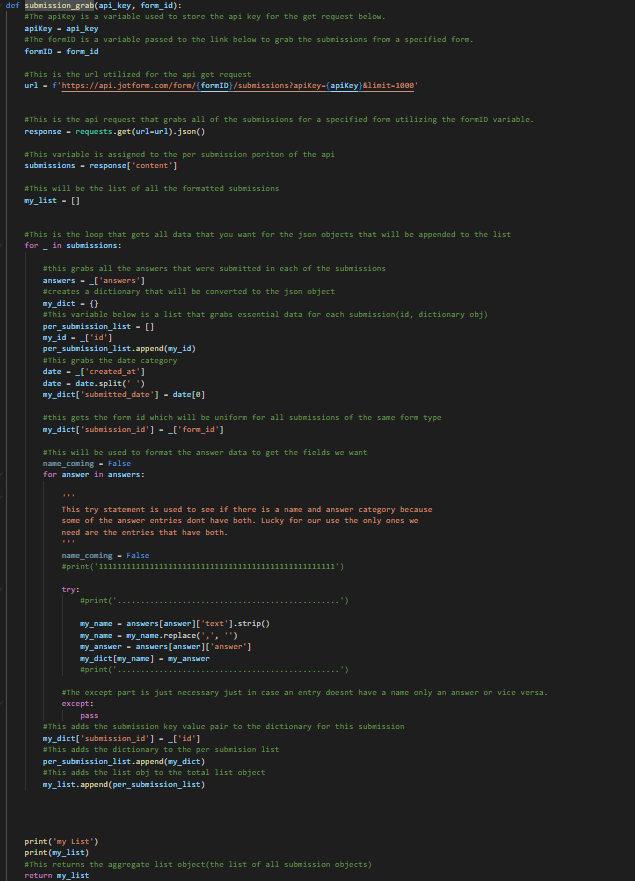 def submission_grab(api_key, form_id):
#The apiKey is a variable used to store the api key for the get request below.
apiKey = api_key
#The formID is a variable passed to the link below to grab the submissions from a specified form.
formID = form_id
#This is the url utilized for the api get request
url = f'https://api.jotform.com/form/{formID}/submissions?apiKey={apiKey}&limit=1000'
#This is the api request that grabs all of the submissions for a specified form utilizing the formID variable.
response = requests.get(url=url).json()
#This variable is assigned to the per submission poriton of the api
submissions = response['content']
#This will be the list of all the formatted submissions
my_list = []
#This is the loop that gets all data that you want for the json objects that will be appended to the list
for _ in submissions:
#this grabs all the answers that were submitted in each of the submissions
answers = _['answers']
#creates a dictionary that will be converted to the json object
my_dict = {}
#This variable below is a list that grabs essential data for each submission(id, dictionary obj)
per_submission_list = []
my_id = _['id']
per_submission_list.append(my_id)
#This grabs the date category
date = _['created_at']
date = date.split(' ')
my_dict['submitted_date'] = date[0]
#this gets the form id which will be uniform for all submissions of the same form type
my_dict['submission_id'] = _['form_id']
#This will be used to format the answer data to get the fields we want
name_coming = False
for answer in answers:
'''
This try statement is used to see if there is a name and answer category because
some of the answer entries dont have both. Lucky for our use the only ones we
need are the entries that have both.
'''
name_coming = False
#print('1111111111111111111111111111111111111111111111111111')
try:
#print('................................................')
my_name = answers[answer]['text'].strip()
my_name = my_name.replace(',', '')
my_answer = answers[answer]['answer']
my_dict[my_name] = my_answer
#print('................................................')
#The except part is just necessary just in case an entry doesnt have a name only an answer or vice versa.
except:
pass
#This adds the submission key value pair to the dictionary for this submission
my_dict['submission_id'] = _['id']
#This adds the dictionary to the per submision list
per_submission_list.append(my_dict)
#This adds the list obj to the total list object
my_list.append(per_submission_list)
print('my List')
print(my_list)
#This returns the aggregate list object(the list of all submission objects)
return my_list